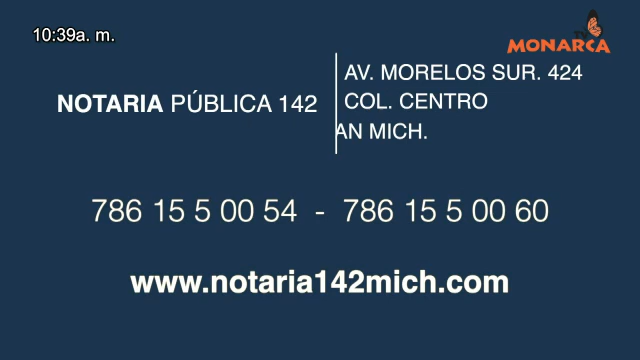 10:39a. m.
TV
MONARCA
NOTARIA PÚBLICA 142
AV. MORELOS SUR. 424
COL. CENTRO
AN MICH.
786 15 5 00 54 - 786 15 5 00 60
www.notaria142mich.com